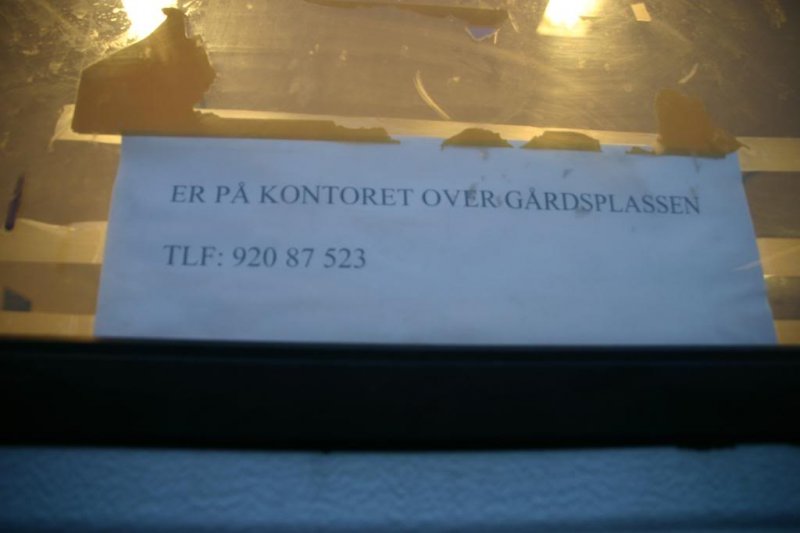 ER PÅ KONTORET OVER GÅRDSPLASSEN
TLF: 920 87 523